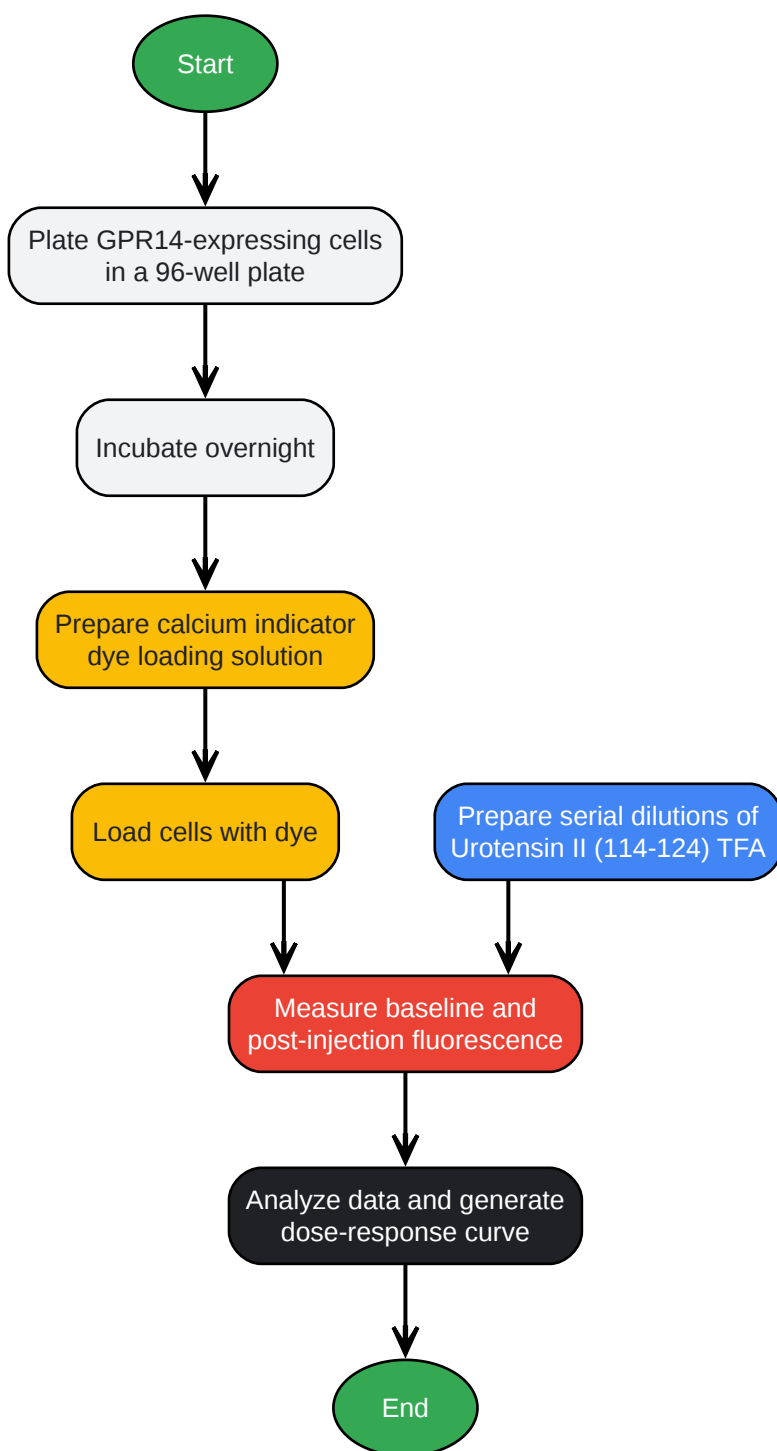 Start
Plate GPR14-expressing cells
in a 96-well plate
Incubate overnight
Prepare calcium indicator
dye loading solution
Load cells with dye
Prepare serial dilutions of
Urotensin II (114-124) TFA
Measure baseline and
post-injection fluorescence
Analyze data and generate
dose-response curve
End